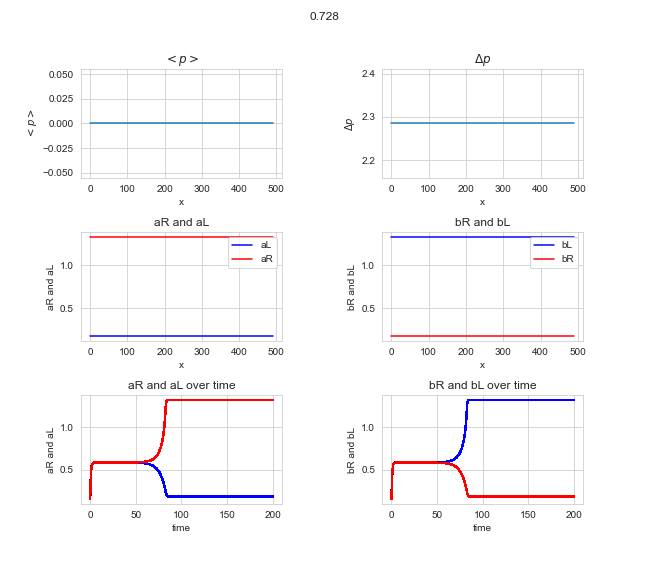 0.728
< p >
Δp
0.050
0.025
0.000
−0.025
−0.050
< p >
0 100 200 300 400 500
x
2.4
2.3
2.2
Δp
0 100 200 300 400 500
x
aR and aL
1.0
0.5
aR and aL
aL
aR
0 100 200 300 400 500
x
bR and bL
1.0
0.5
bR and bL
bL
bR
0 100 200 300 400 500
x
aR and aL over time
1.0
0.5
aR and aL
0 50 100 150 200
time
bR and bL over time
1.0
0.5
bR and bL
0 50 100 150 200
time